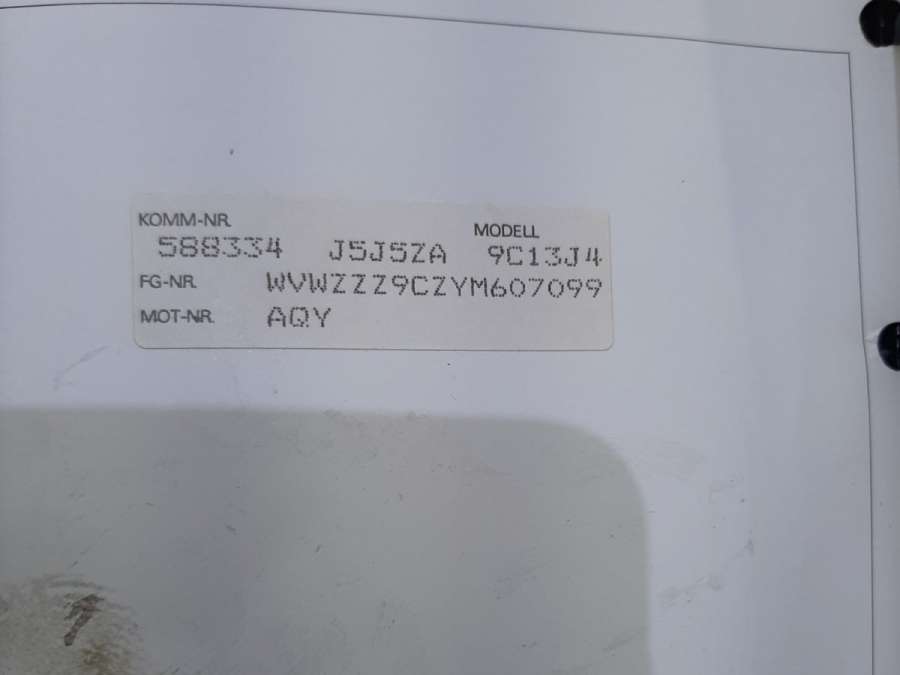 KOMM-NR. MODELL
588334 J5J5ZA 9C13J4
FG-NR. WVWZZZ9CZYM607099
MOT-NR. AQY